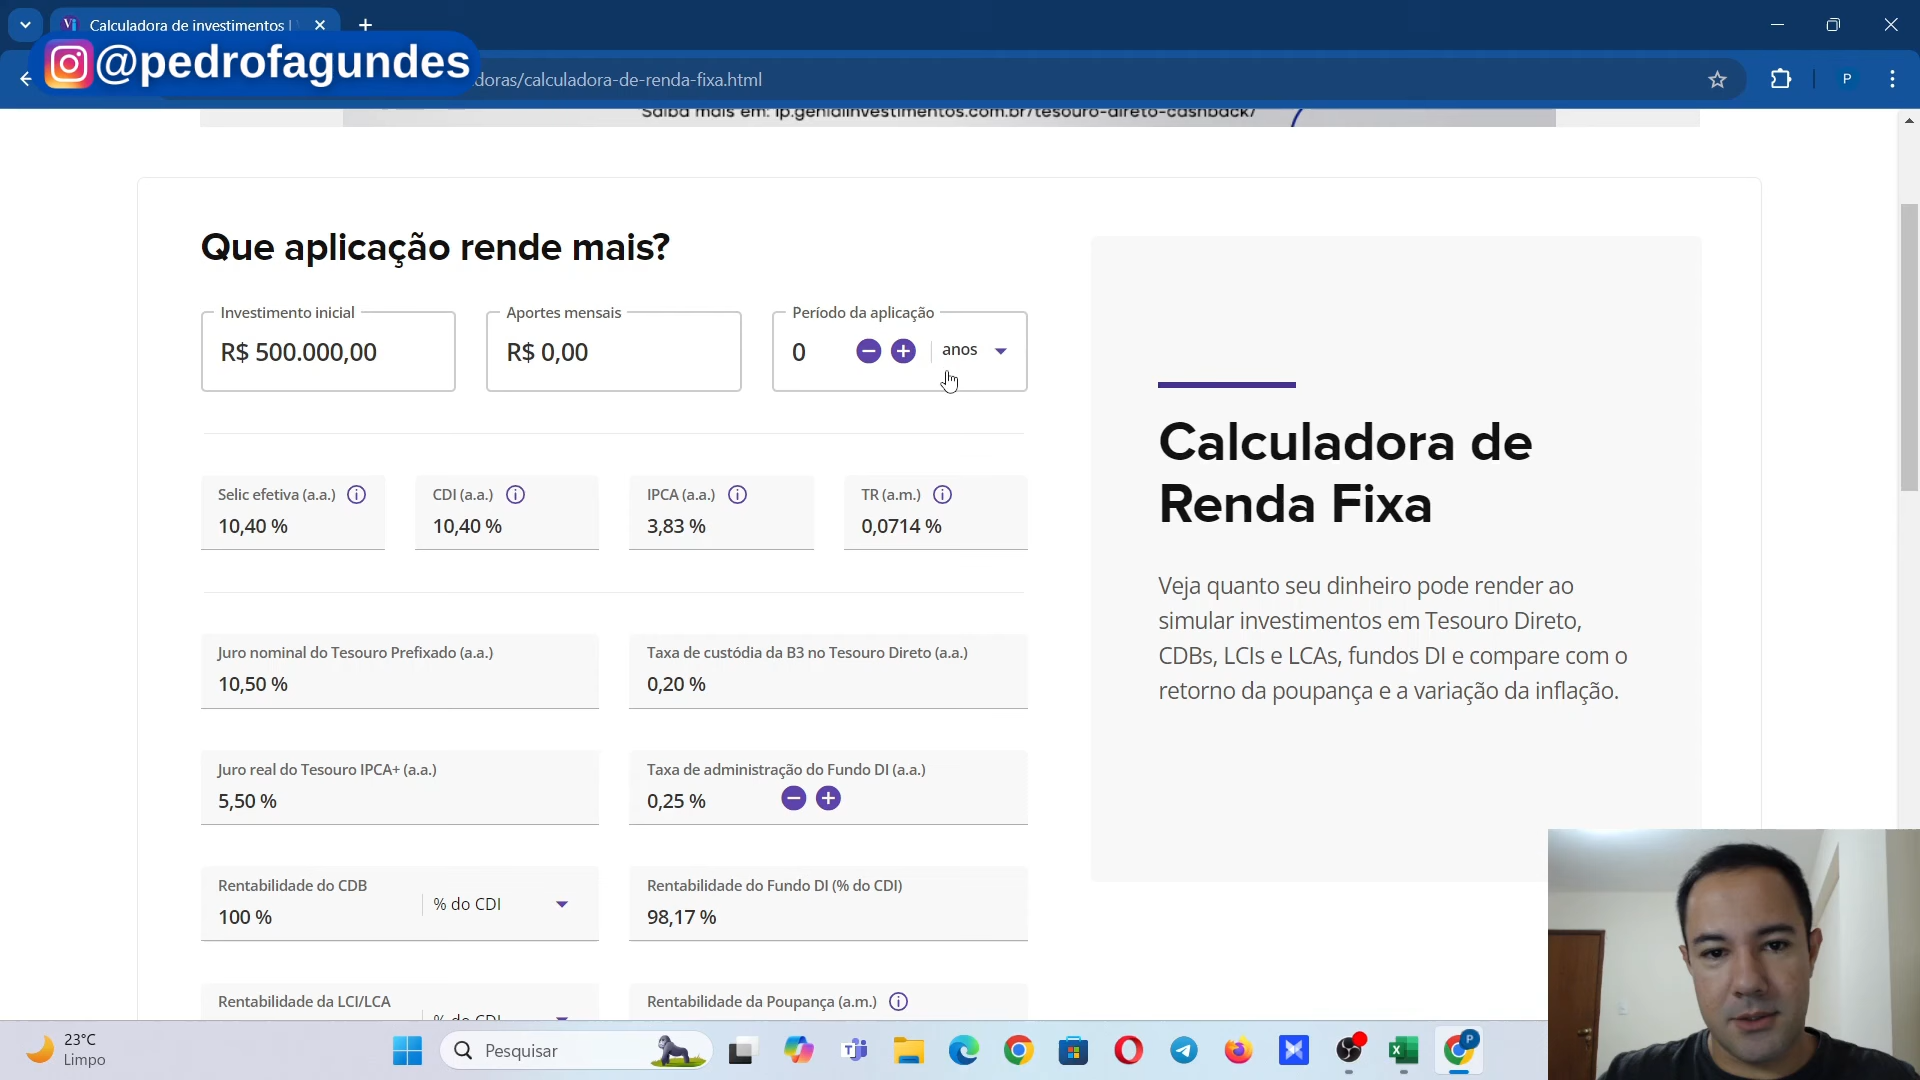 Calculadora de investimentos |
@pedrofagundes
doras/calculadora-de-renda-fixa.html
P
Saiba mais em: lp.genialinvestimentos.com.br/tesouro-direto-cashback/
Que aplicação rende mais?
Investimento inicial
R$ 500.000,00
Aportes mensais
R$ 0,00
Período da aplicação
0
anos
Selic efetiva (a.a.)
10,40 %
CDI (a.a.)
10,40 %
IPCA (a.a.)
3,83 %
TR (a.m.)
0,0714 %
Juro nominal do Tesouro Prefixado (a.a.)
10,50 %
Taxa de custódia da B3 no Tesouro Direto (a.a.)
0,20 %
Juro real do Tesouro IPCA+ (a.a.)
5,50 %
Taxa de administração do Fundo DI (a.a.)
0,25 %
Rentabilidade do CDB
100 %
% do CDI
Rentabilidade do Fundo DI (% do CDI)
98,17 %
Rentabilidade da LCI/LCA
% do CDI
Rentabilidade da Poupança (a.m.)
Calculadora de
Renda Fixa
Veja quanto seu dinheiro pode render ao
simular investimentos em Tesouro Direto,
CDBs, LCIs e LCAs, fundos DI e compare com o
retorno da poupança e a variação da inflação.
23°C
Limpo
Pesquisar